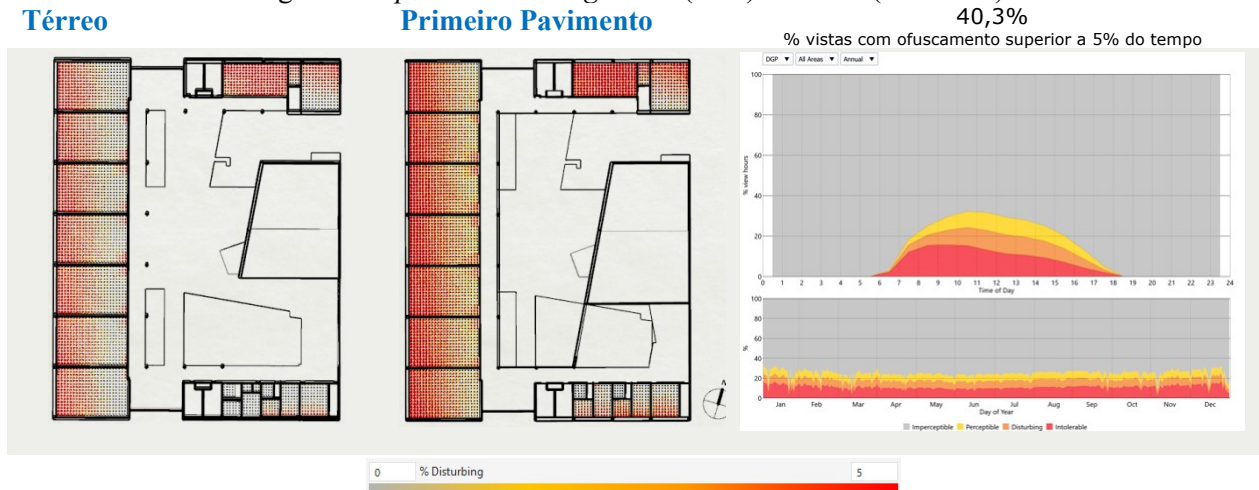 Térreo
Primeiro Pavimento
40,3%
% vistas com ofuscamento superior a 5% do tempo
DGP ▼ All Areas ▼ Annual ▼
100
80
60
40
20
0
% view hours
0 1 2 3 4 5 6 7 8 9 10 11 12 13 14 15 16 17 18 19 20 21 22 23 24
Time of Day
100
80
60
40
20
0
%
Jan Feb Mar Apr May Jun Jul Aug Sep Oct Nov Dec
Day of Year
Imperceptible Perceptible Disturbing Intolerable
0 % Disturbing 5